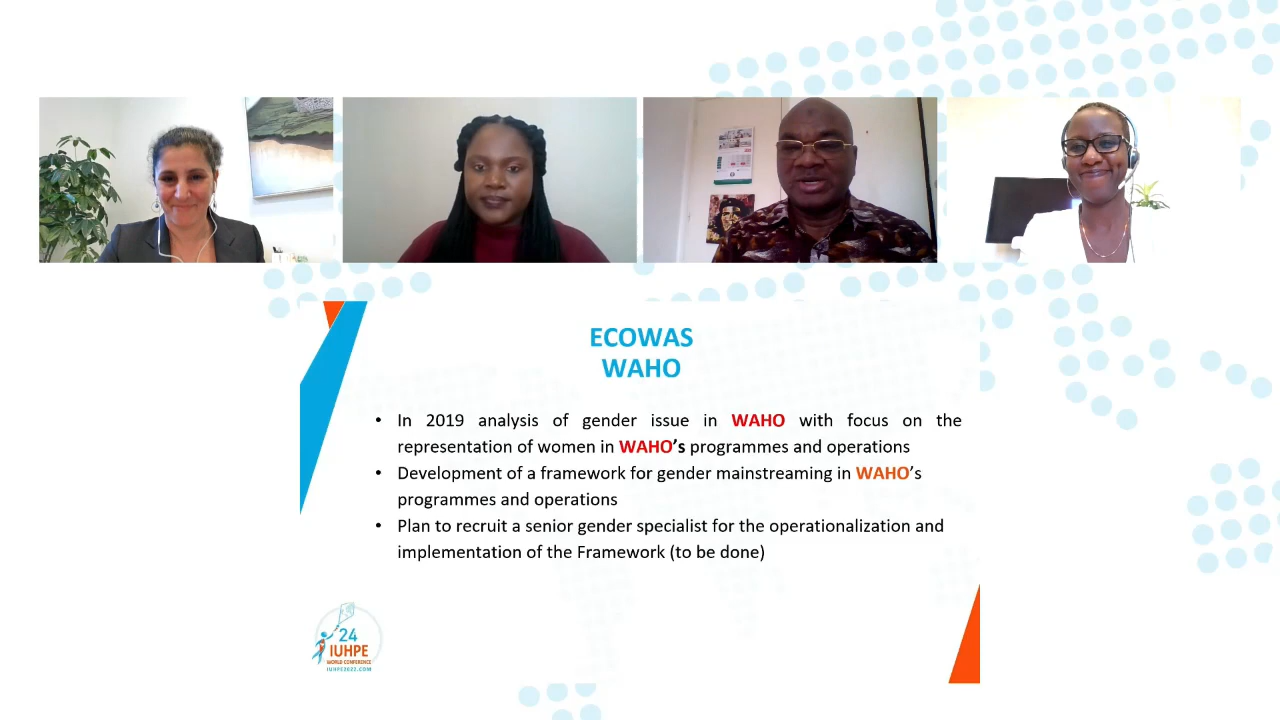 ECOWAS
WAHO
• In 2019 analysis of gender issue in WAHO with focus on the
representation of women in WAHO's programmes and operations
• Development of a framework for gender mainstreaming in WAHO's
programmes and operations
• Plan to recruit a senior gender specialist for the operationalization and
implementation of the Framework (to be done)
24
IUHPE
WORLD CONFERENCE
IUHPE2022.COM